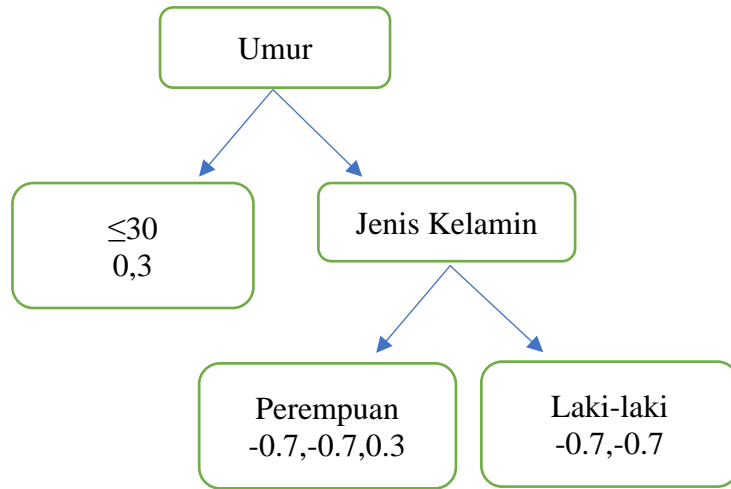 Umur
≤30
0,3
Jenis Kelamin
Perempuan
-0.7,-0.7,0.3
Laki-laki
-0.7,-0.7